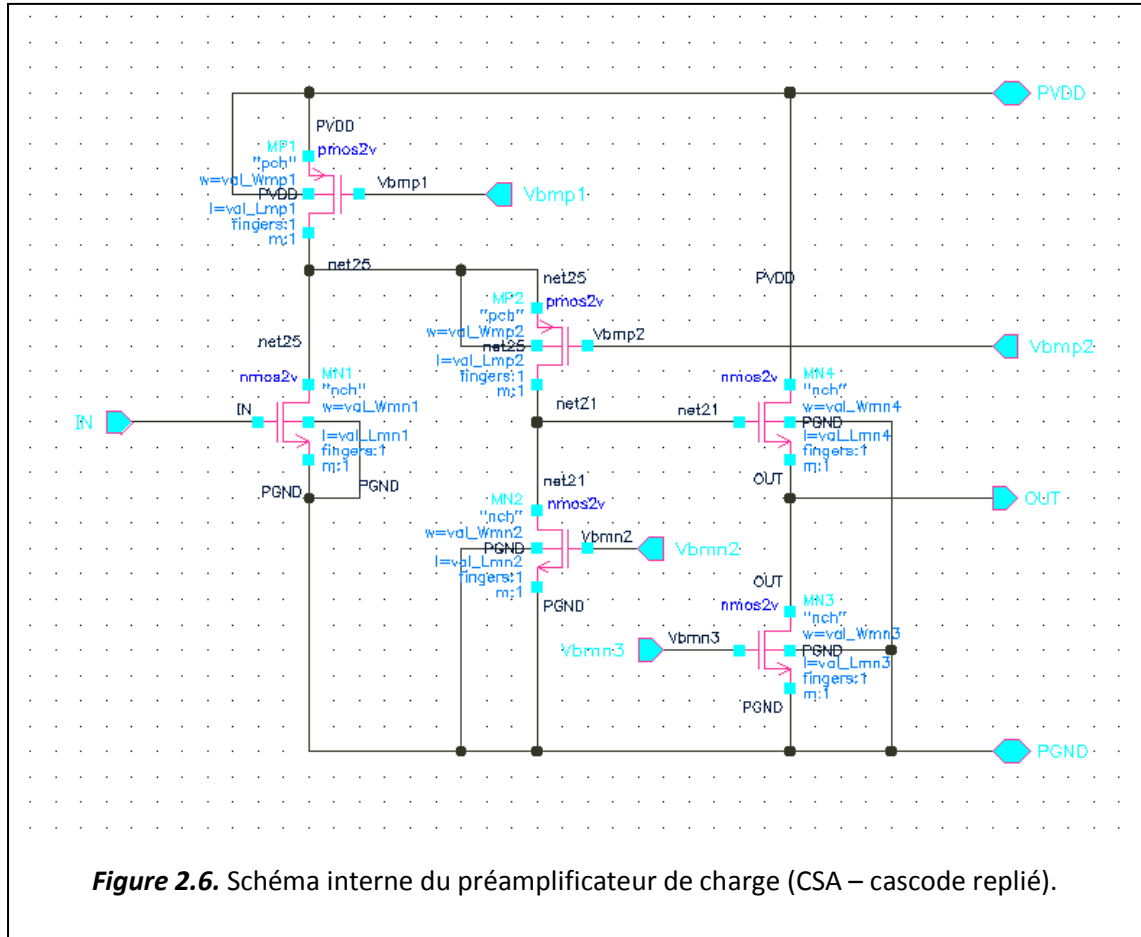 PVDD
PVDD
MP1
pmos2v
"pch"
w=val_Wmp1
PVDD
Vbmp1
Vbmp1
l=val_Lmp1
fingers:1
m:1
net25
net25
PVDD
MP2
pmos2v
"pch"
w=val_Wmp2
Vbmp2
Vbmp2
net25
net25
l=val_Lmp2
fingers:1
m:1
MN1
nmos2v
"nch"
w=val_Wmn1
IN
IN
l=val_Lmn1
fingers:1
m:1
PGND
PGND
net21
net21
MN4
nmos2v
"nch"
w=val_Wmn4
PGND
l=val_Lmn4
fingers:1
m:1
OUT
OUT
net21
MN2
nmos2v
"nch"
w=val_Wmn2
PGND
Vbmn2
Vbmn2
l=val_Lmn2
fingers:1
m:1
PGND
OUT
MN3
nmos2v
"nch"
w=val_Wmn3
Vbmn3
Vbmn3
PGND
l=val_Lmn3
fingers:1
m:1
PGND
PGND
Figure 2.6. Schéma interne du préamplificateur de charge (CSA – cascode replié).